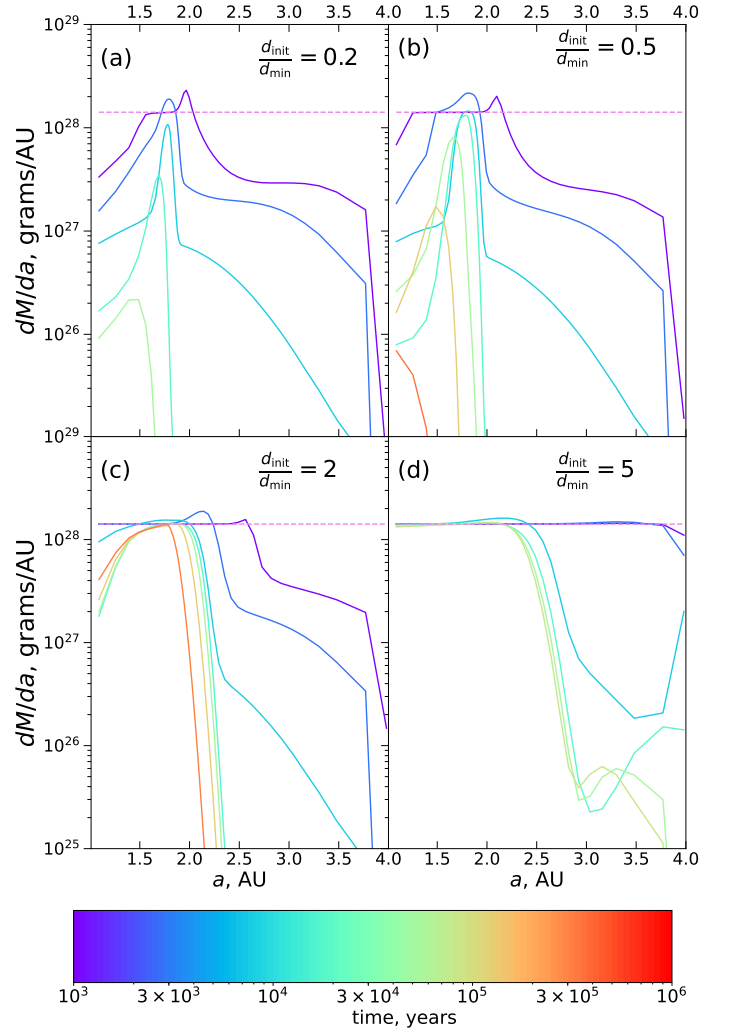 1.5 2.0 2.5 3.0 3.5 4.0 1.5 2.0 2.5 3.0 3.5 4.0
10^29
(a) d_init/d_min = 0.2 (b) d_init/d_min = 0.5
10^28
dM/da, grams/AU
10^27
10^26
10^29
(c) d_init/d_min = 2 (d) d_init/d_min = 5
10^28
dM/da, grams/AU
10^27
10^26
10^25
1.5 2.0 2.5 3.0 3.5 4.0 1.5 2.0 2.5 3.0 3.5 4.0
a, AU a, AU
10^3 3 × 10^3 10^4 3 × 10^4 10^5 3 × 10^5 10^6
time, years